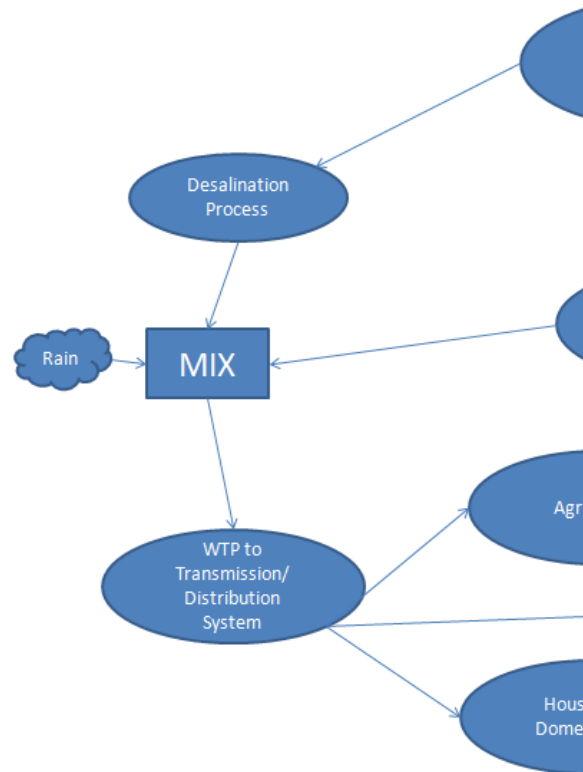 Desalination
Process
Rain
MIX
WTP to
Transmission/
Distribution
System